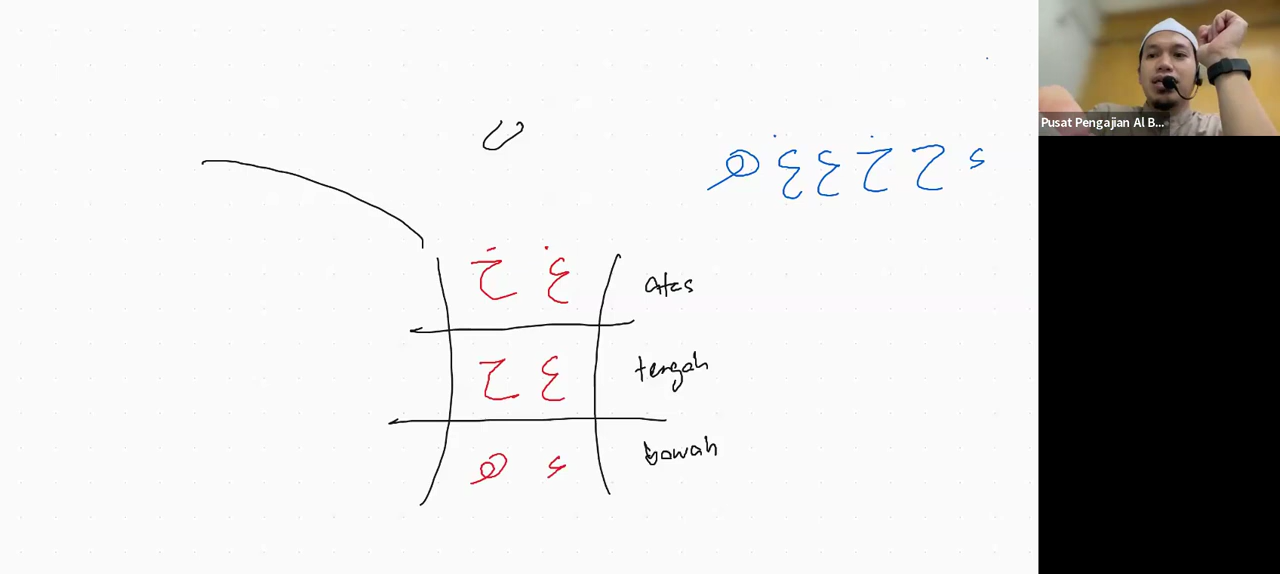 Pusat Pengajian Al B...
ء ح خ ع غ ه
غ خ
Atas
ع ح
tengah
ء ه
bawah